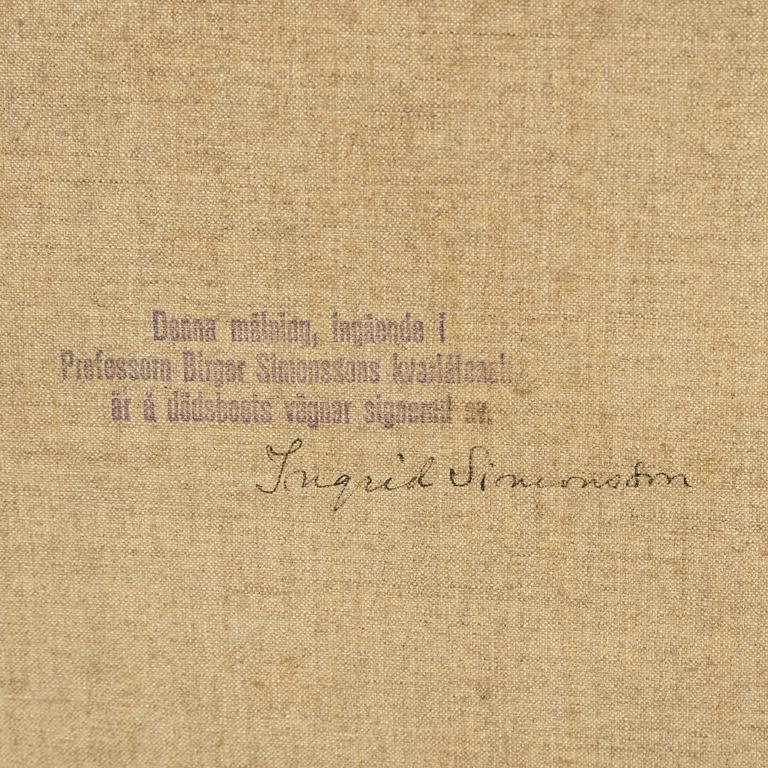 Denna målning, ingående i
Professorn Birger Simonssons kvarlåtenskap
är å dödsboets vägnar signerad av.
Ingrid Simonsson